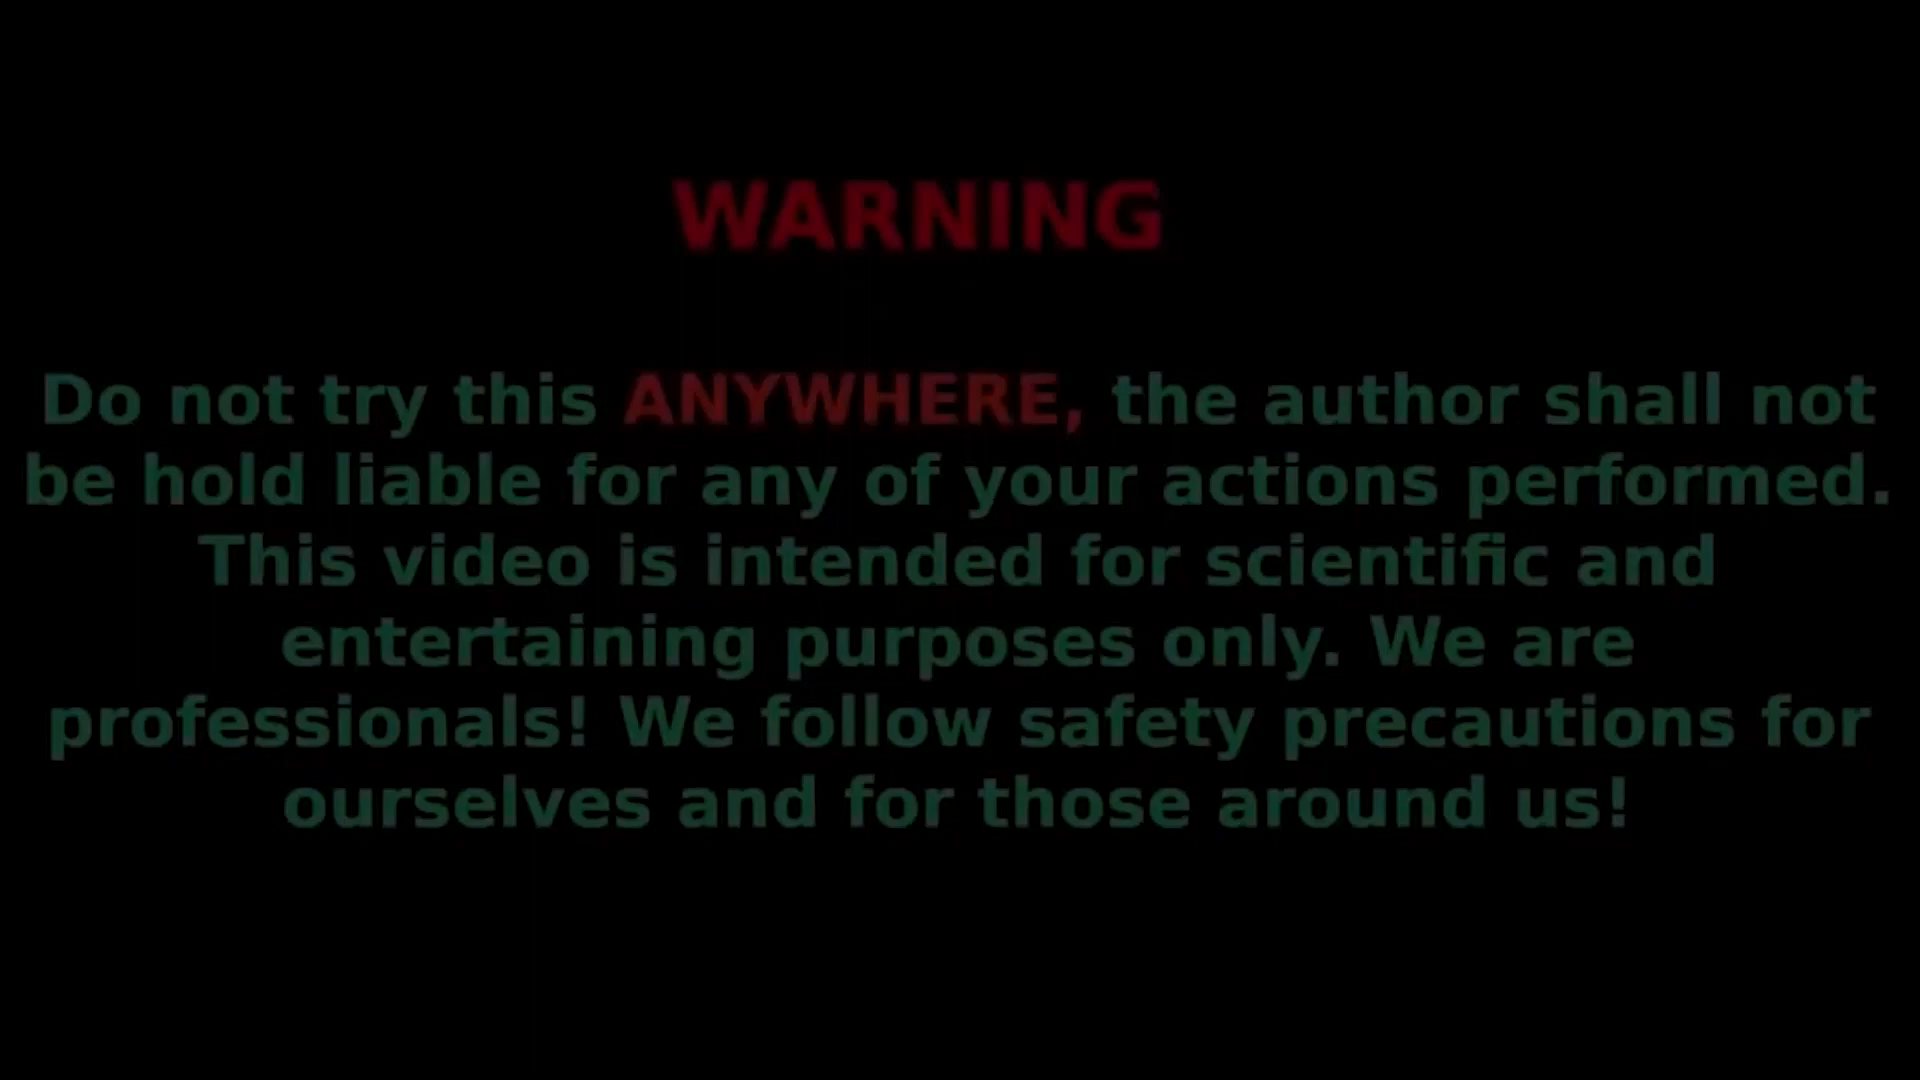 WARNING
Do not try this ANYWHERE, the author shall not
be hold liable for any of your actions performed.
This video is intended for scientific and
entertaining purposes only. We are
professionals! We follow safety precautions for
ourselves and for those around us!